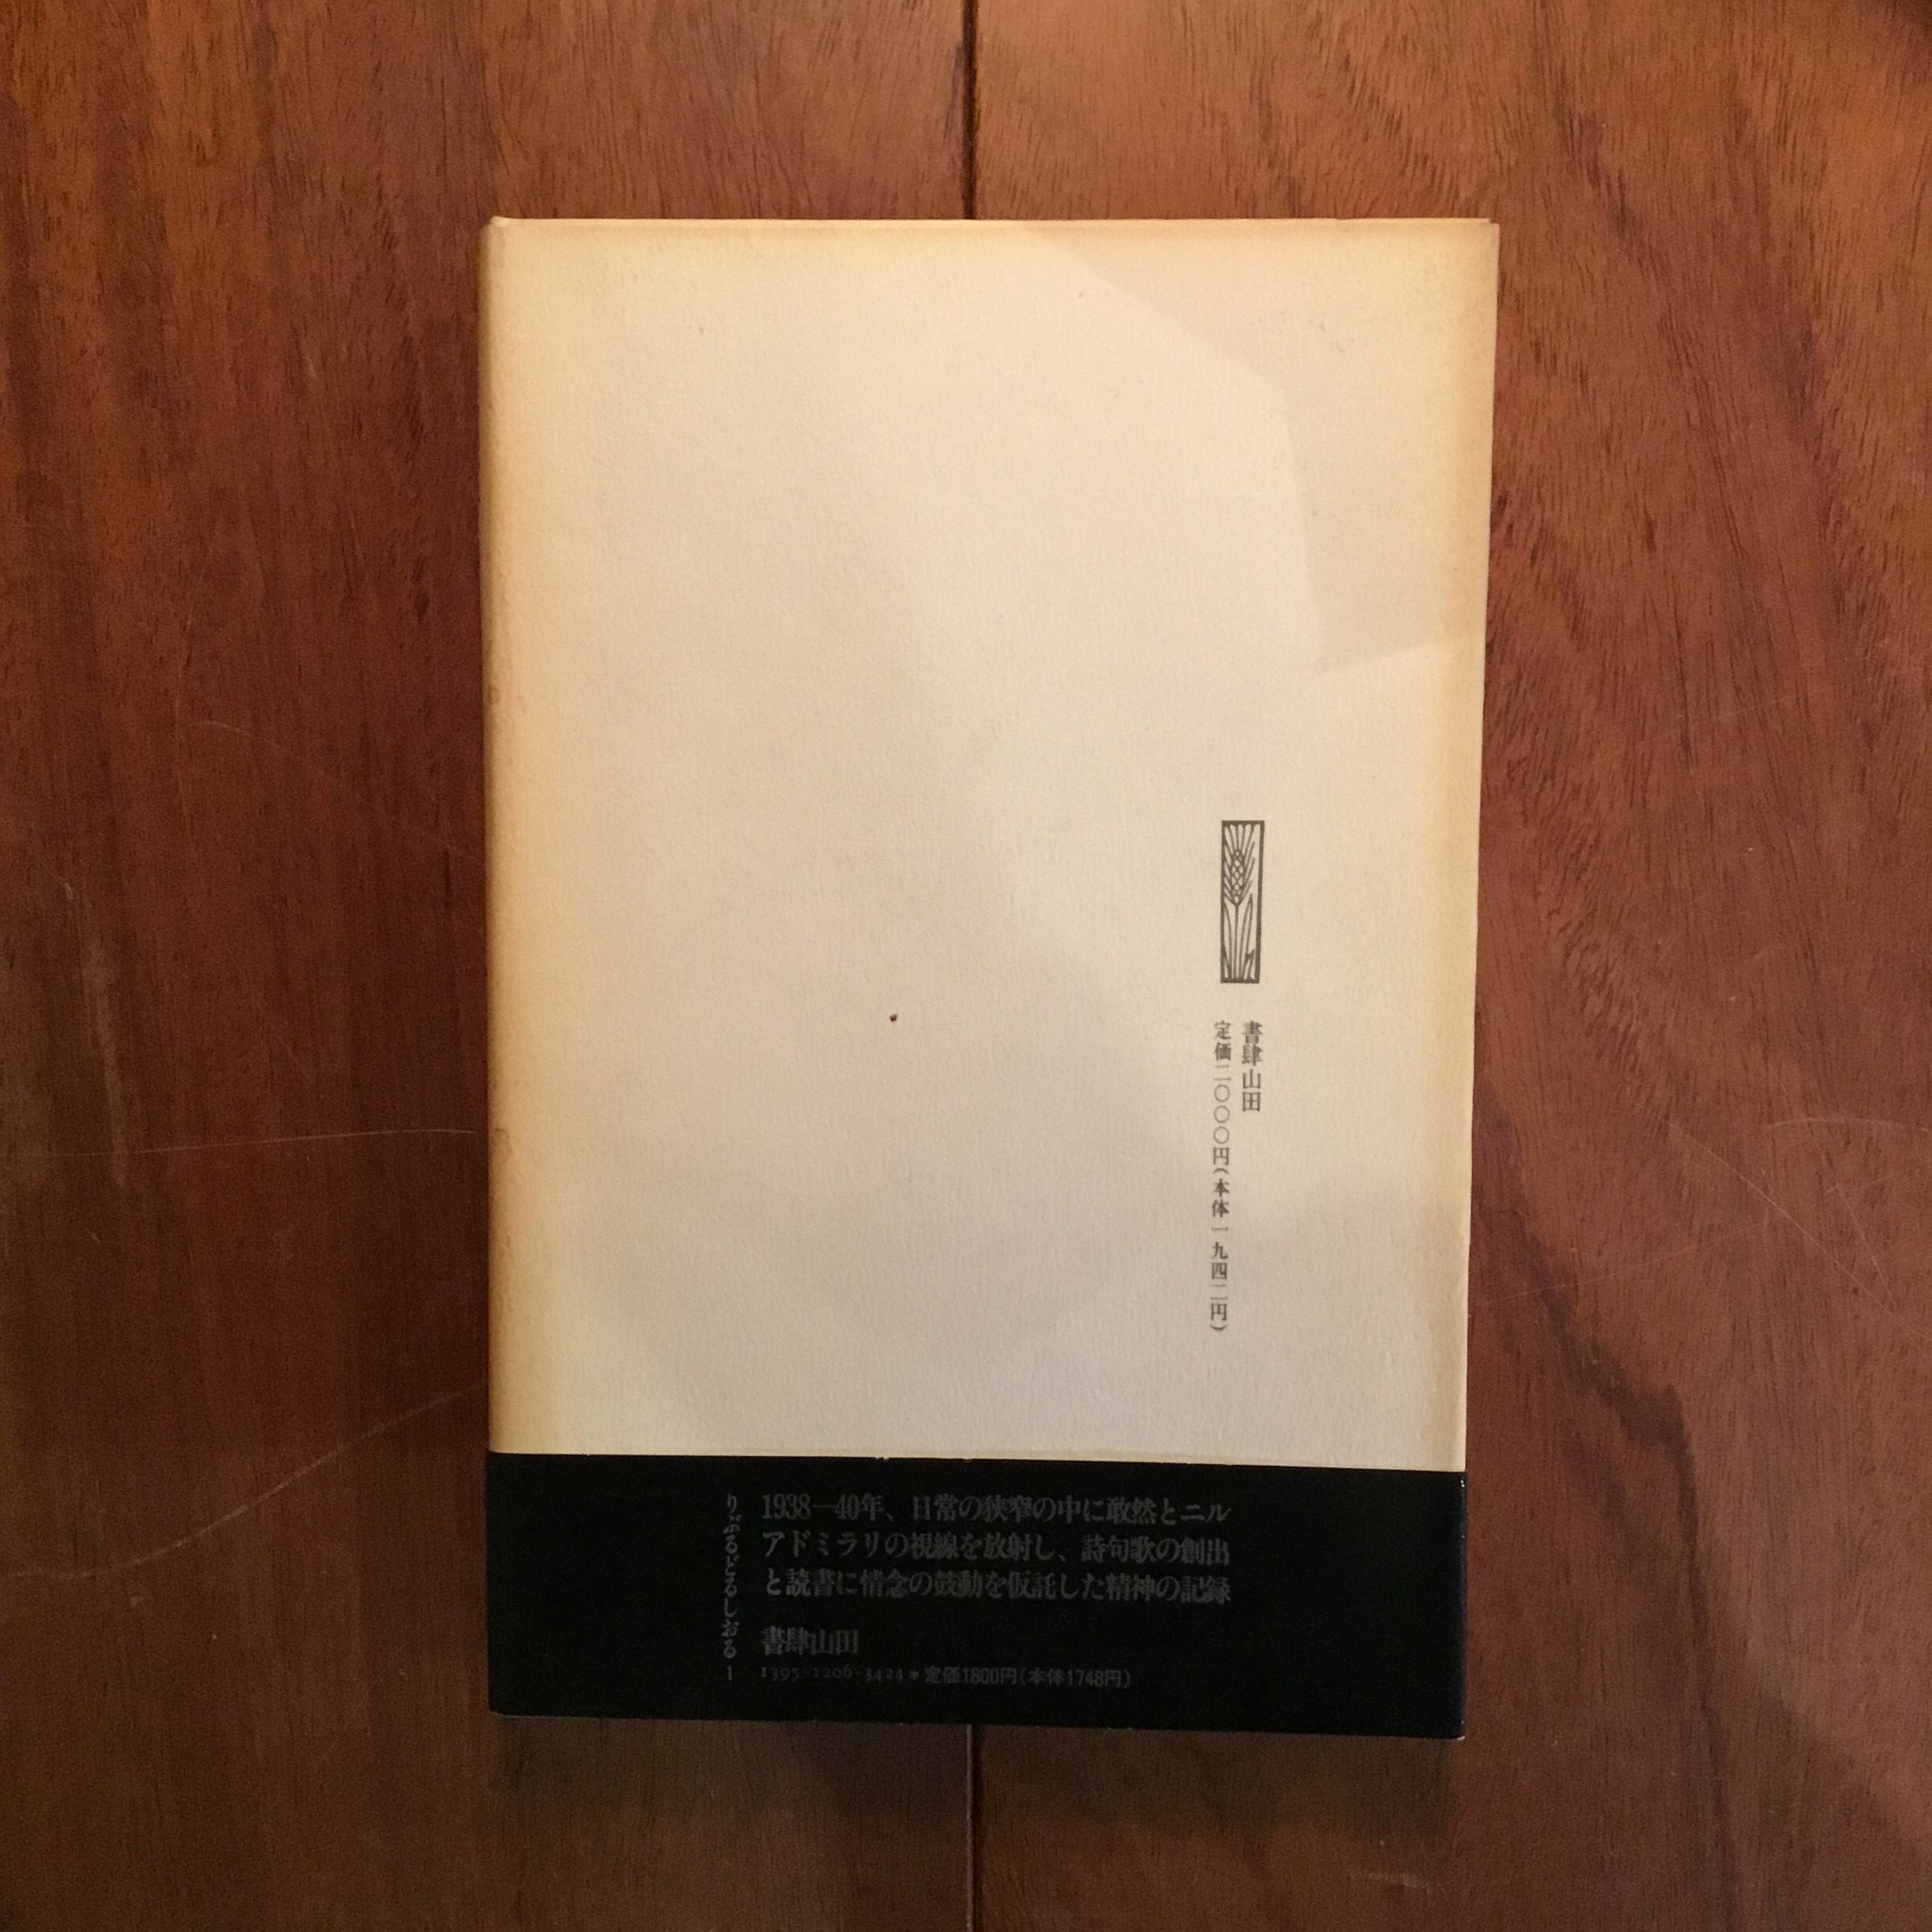 書肆山田
定価二〇〇〇円(本体一九四二円)
りぶるどるしおる 1
1938—40年、日常の狭窄の中に敢然とニル
アドミラリの視線を放射し、詩句歌の創出
と読書に情念の鼓動を仮託した精神の記録
書肆山田
1395-1206-3424*定価1800円(本体1748円)